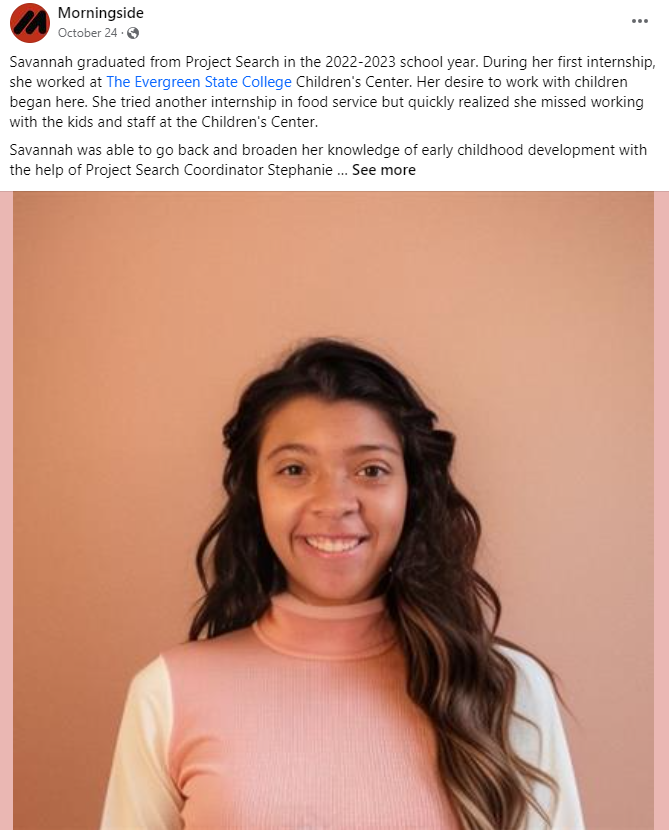 Morningside
October 24 ·
Savannah graduated from Project Search in the 2022-2023 school year. During her first internship,
she worked at The Evergreen State College Children's Center. Her desire to work with children
began here. She tried another internship in food service but quickly realized she missed working
with the kids and staff at the Children's Center.
Savannah was able to go back and broaden her knowledge of early childhood development with
the help of Project Search Coordinator Stephanie ... See more